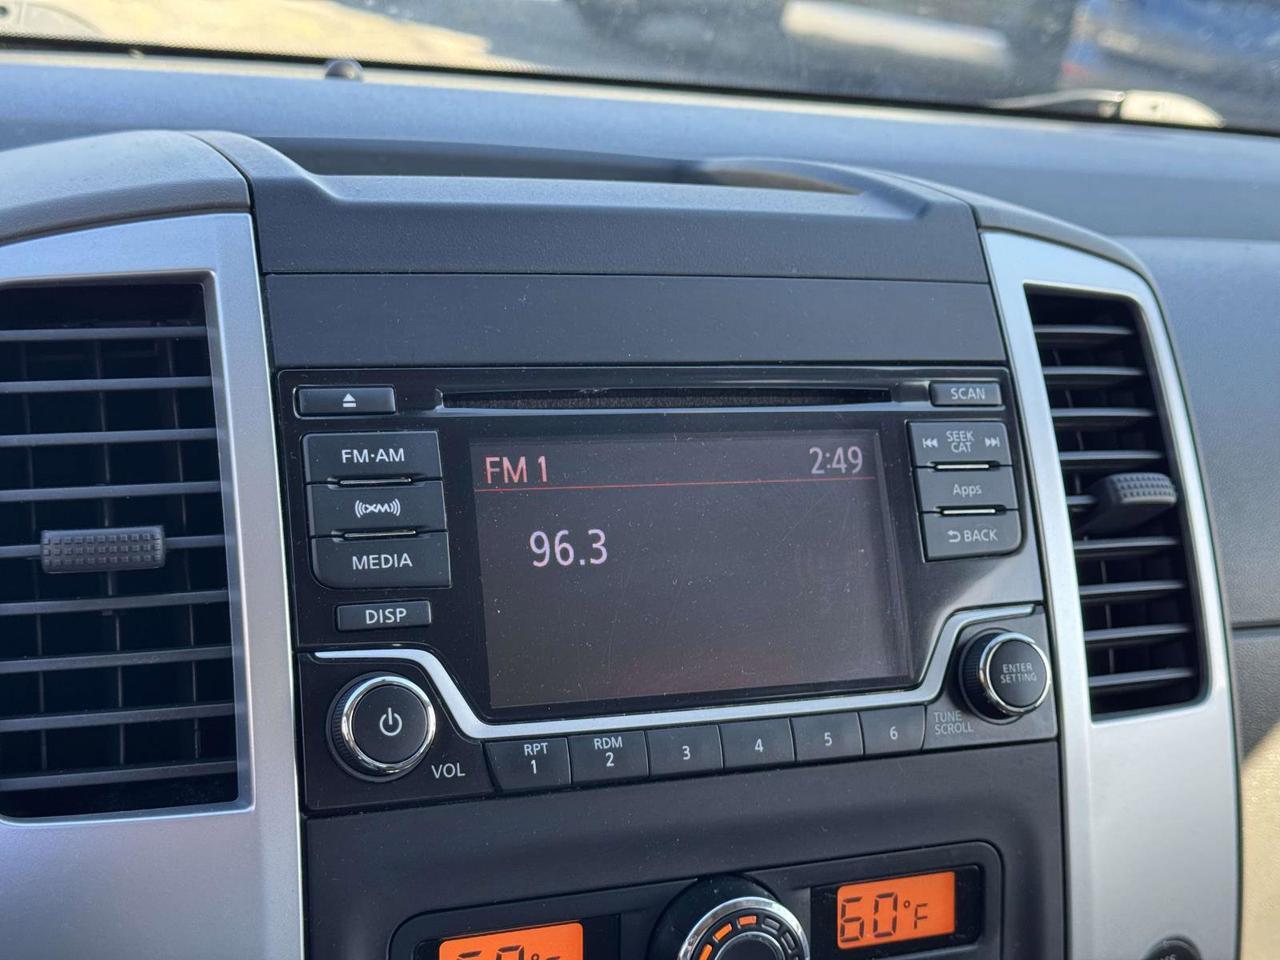 SCAN
FM·AM
SEEK
CAT
FM 1
2:49
XM
Apps
96.3
MEDIA
BACK
DISP
ENTER
SETTING
VOL
RPT
1
RDM
2
3
4
5
6
TUNE
SCROLL
60°F